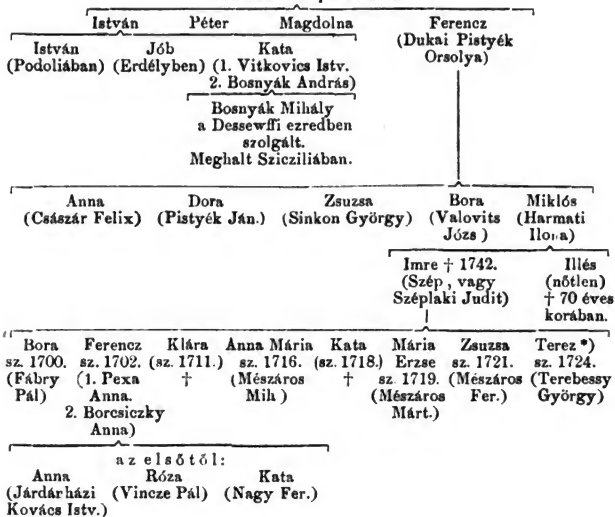 István Péter Magdolna Ferencz
(Dukai Pistyék
Orsolya)
István Jób Kata
(Podoliában) (Erdélyben) (1. Vitkovics Istv.
2. Bosnyák András)
Bosnyák Mihály
a Dessewffi ezredben
szolgált.
Meghalt Sziczíliában.
Anna Dora Zsuzsa Bora Miklós
(Császár Felix) (Pistyék Ján.) (Sinkon György) (Valovits (Harmati
Józs ) Ilona)
Imre † 1742. Illés
(Szép , vagy (nőtlen)
Széplaki Judit) † 70 éves
korában.
Bora Ferencz Klára Anna Mária Kata Mária Zsuzsa Terez *)
sz. 1700. sz. 1702. (sz. 1711.) sz. 1716. (sz. 1718.) Erzse sz. 1721. sz. 1724.
(Fábry (1. Pexa † (Mészáros † sz. 1719. (Mészáros (Terebessy
Pál) Anna. Mih ) (Mészáros Fer.) György)
2. Borcsiczky Márt.)
Anna)
az elsőtől:
Anna Róza Kata
(Járdárházi (Vincze Pál) (Nagy Fer.)
Kovács Istv.)